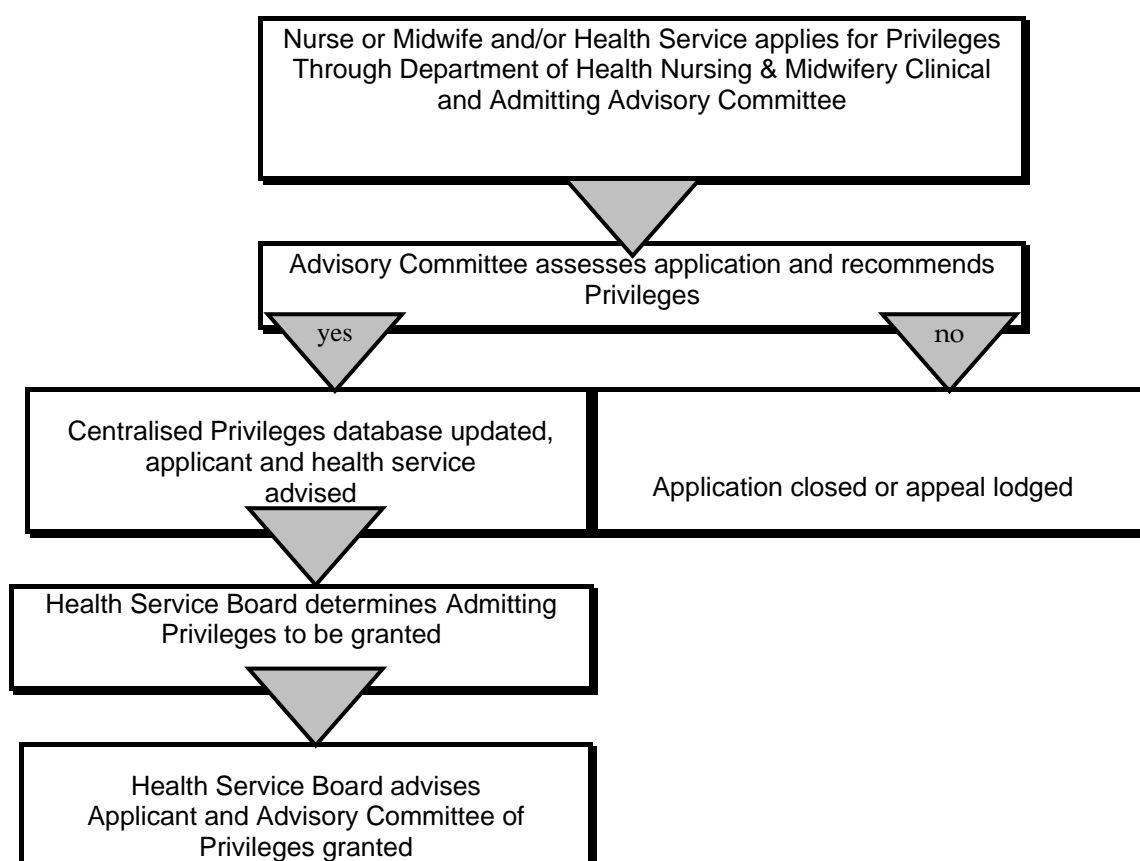 Nurse or Midwife and/or Health Service applies for Privileges
Through Department of Health Nursing & Midwifery Clinical
and Admitting Advisory Committee
Advisory Committee assesses application and recommends
Privileges
yes
no
Centralised Privileges database updated,
applicant and health service
advised
Application closed or appeal lodged
Health Service Board determines Admitting
Privileges to be granted
Health Service Board advises
Applicant and Advisory Committee of
Privileges granted